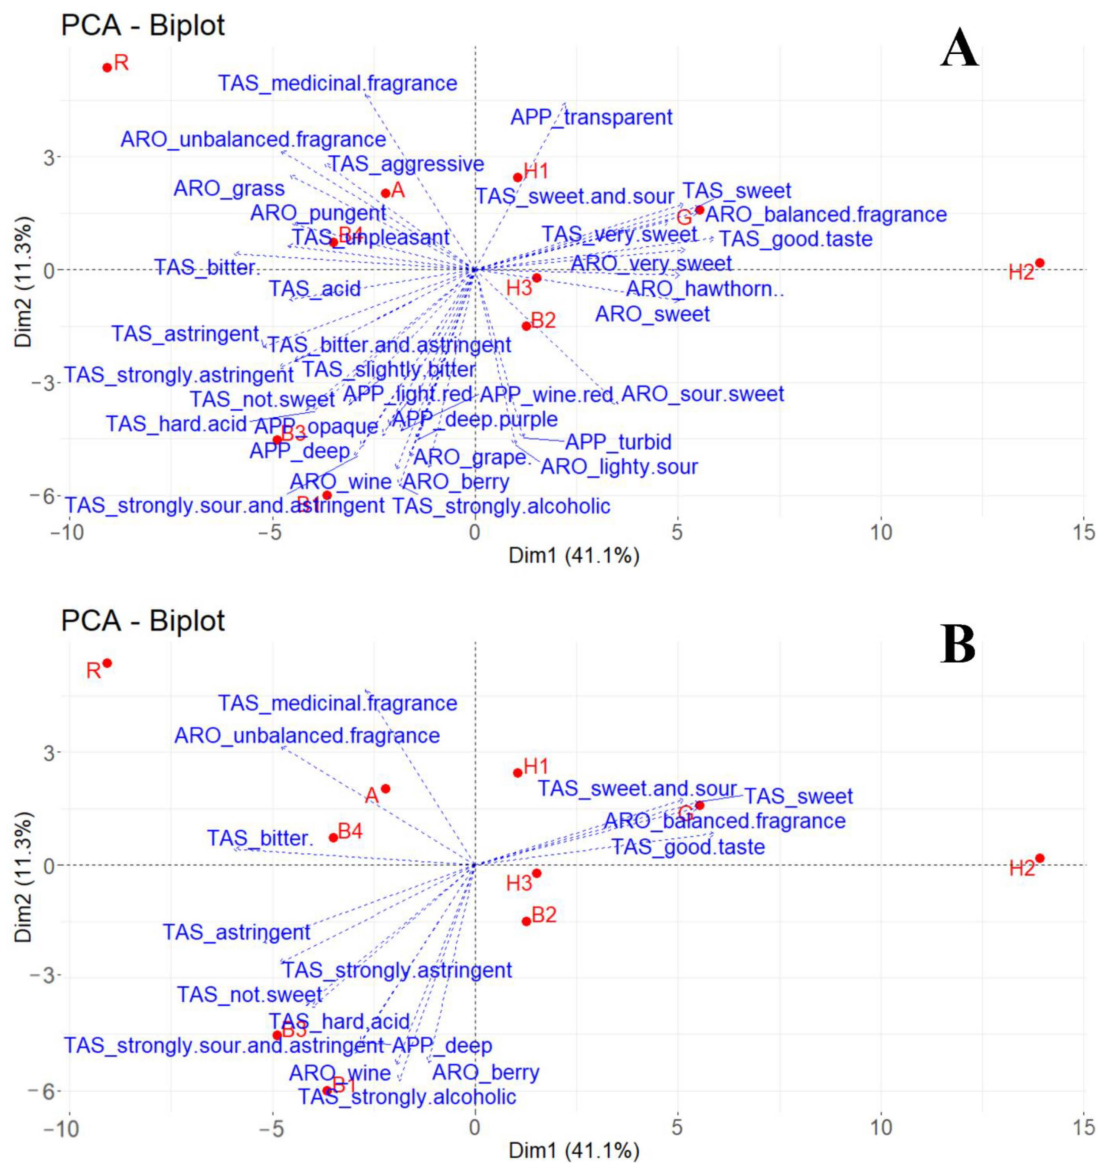 PCA - Biplot
A
R
TAS_medicinal.fragrance
APP_transparent
ARO_unbalanced.fragrance
3
TAS_aggressive
H1
ARO_grass
A
TAS_sweet.and.sour
TAS_sweet
ARO_pungent
G
ARO_balanced.fragrance
B4
TAS_unpleasant
TAS_very.sweet
TAS_good.taste
TAS_bitter.
ARO_very.sweet
0
H2
TAS_acid
H3
ARO_hawthorn..
B2
ARO_sweet
TAS_astringent
TAS_bitter.and.astringent
TAS_strongly.astringent
TAS_slightly.bitter
−3
TAS_not.sweet
APP_light.red
APP_wine.red
ARO_sour.sweet
TAS_hard.acid
APP_opaque
APP_deep.purple
B3
APP_turbid
APP_deep
ARO_grape.
ARO_lighty.sour
ARO_wine
ARO_berry
−6
TAS_strongly.sour.and.astringent
B1
TAS_strongly.alcoholic
−10
−5
0
5
10
15
Dim1 (41.1%)
Dim2 (11.3%)
PCA - Biplot
B
R
TAS_medicinal.fragrance
ARO_unbalanced.fragrance
3
H1
A
TAS_sweet.and.sour
TAS_sweet
G
B4
ARO_balanced.fragrance
TAS_bitter.
TAS_good.taste
0
H3
H2
B2
TAS_astringent
−3
TAS_strongly.astringent
TAS_not.sweet
TAS_hard.acid
B3
TAS_strongly.sour.and.astringent
APP_deep
ARO_wine
ARO_berry
B1
−6
TAS_strongly.alcoholic
−10
−5
0
5
10
15
Dim1 (41.1%)
Dim2 (11.3%)